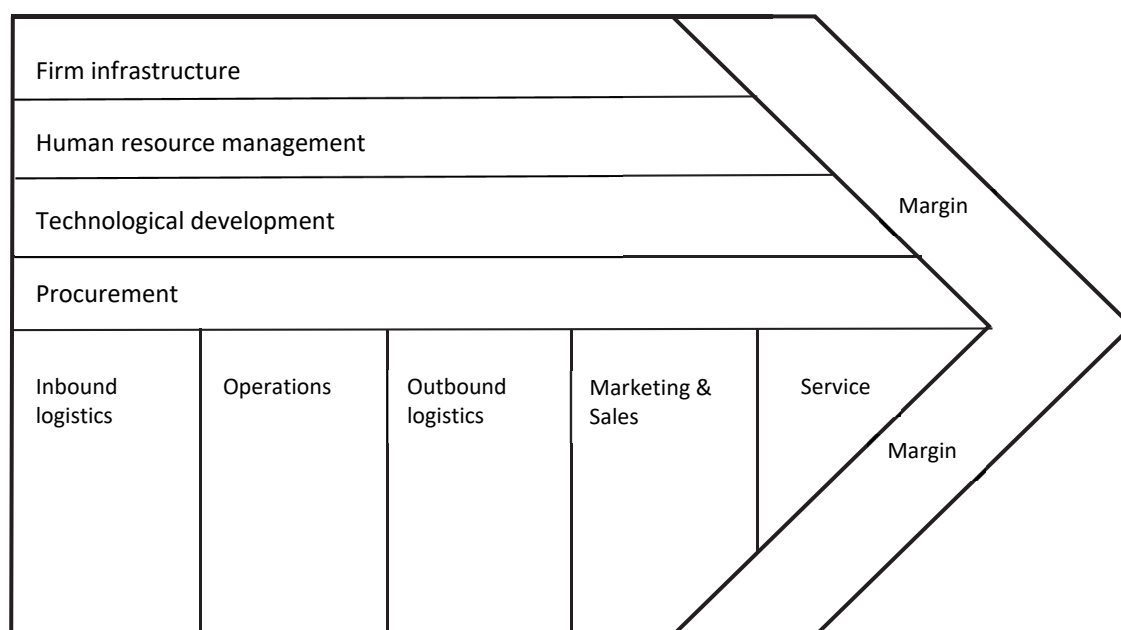 Firm infrastructure
Human resource management
Technological development
Margin
Procurement
Inbound
logistics
Operations
Outbound
logistics
Marketing &
Sales
Service
Margin